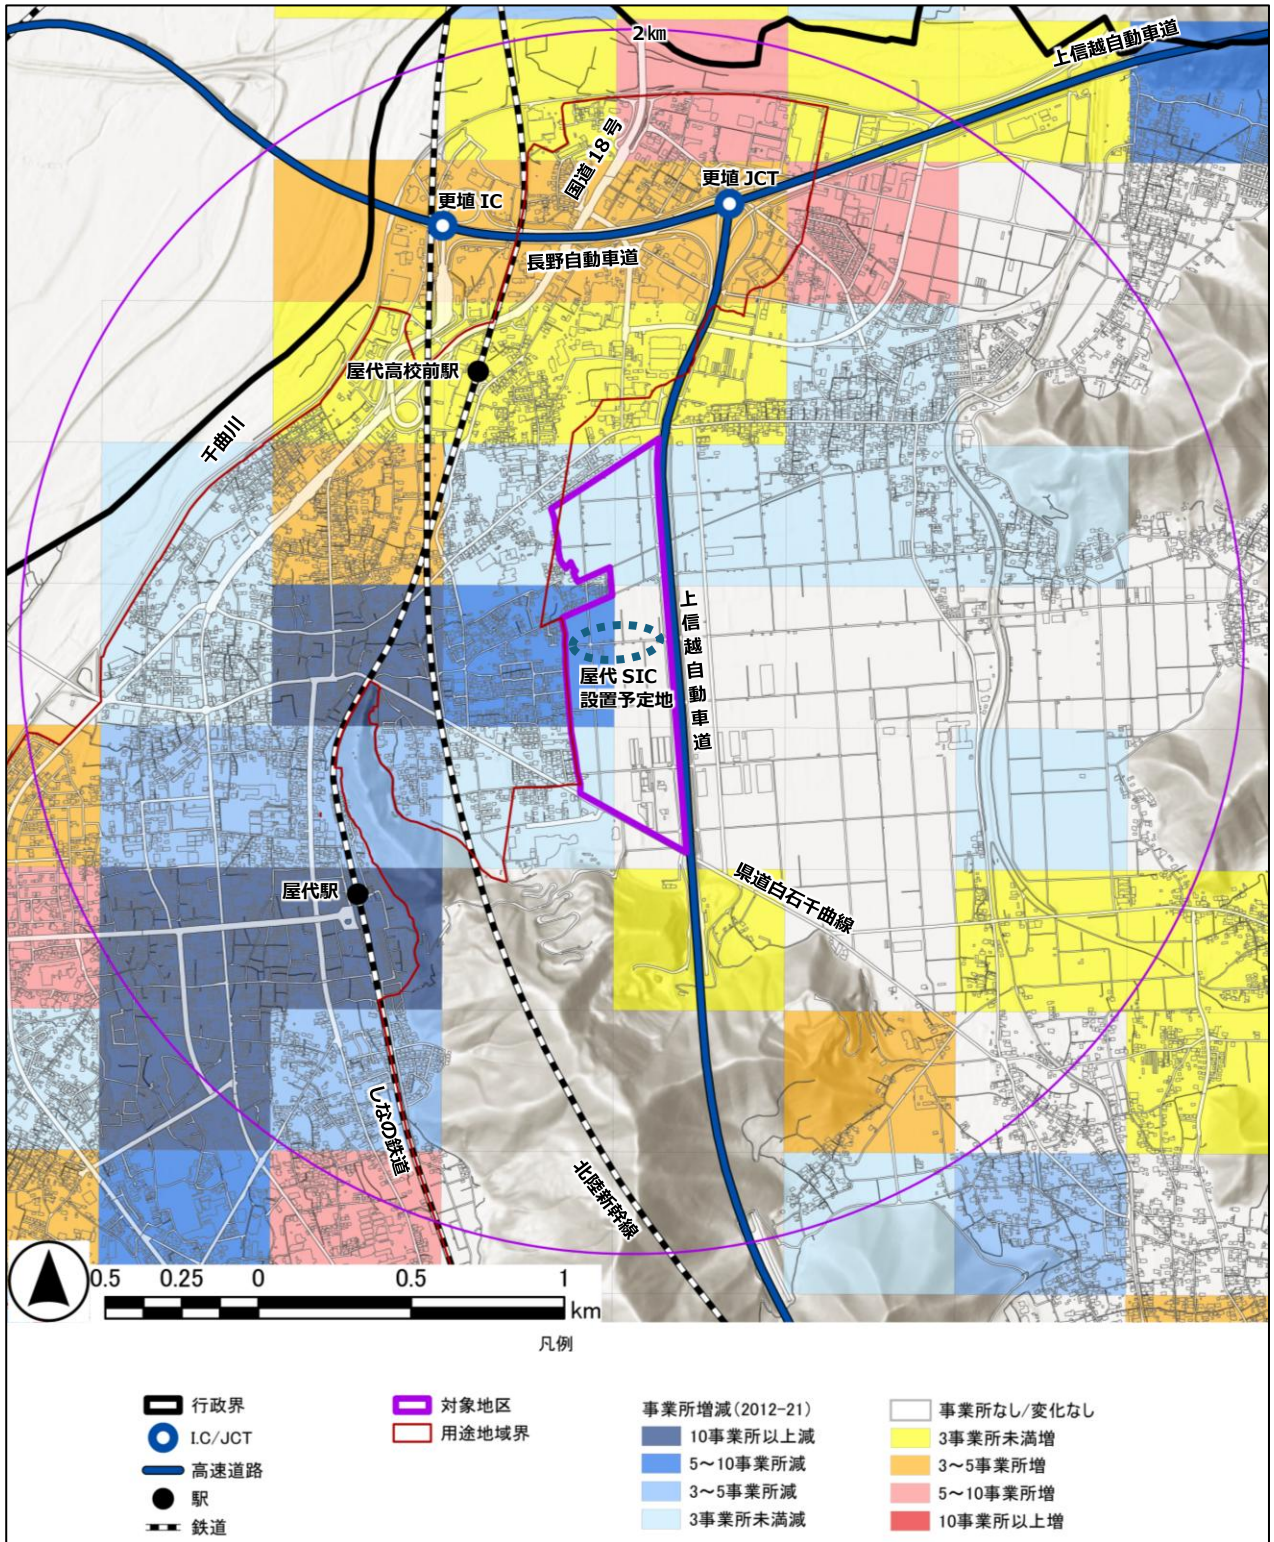 2 km
上信越自動車道
国道 18 号
更埴 JCT
更埴 IC
長野自動車道
屋代高校前駅
千曲川
上信越自動車道
屋代 SIC
設置予定地
県道白石千曲線
屋代駅
しなの鉄道
北陸新幹線
0.5 0.25 0 0.5 1
km
凡例
行政界
I.C/JCT
高速道路
駅
鉄道
対象地区
用途地域界
事業所増減(2012-21)
10事業所以上減
5~10事業所減
3~5事業所減
3事業所未満減
事業所なし/変化なし
3事業所未満増
3~5事業所増
5~10事業所増
10事業所以上増